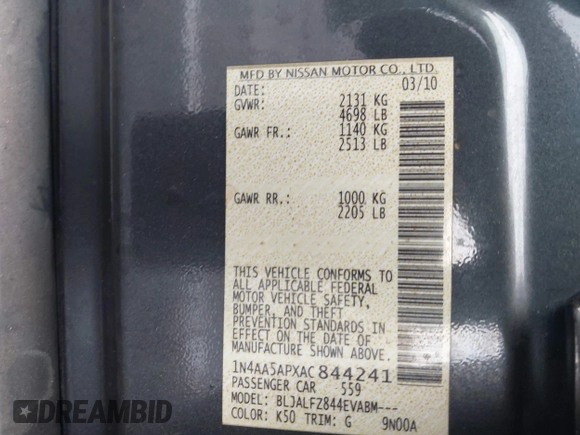 MFD BY NISSAN MOTOR CO., LTD.
DATE: 03/10
GVWR: 2131 KG
4698 LB
GAWR FR.: 1140 KG
2513 LB
GAWR RR.: 1000 KG
2205 LB
THIS VEHICLE CONFORMS TO
ALL APPLICABLE FEDERAL
MOTOR VEHICLE SAFETY,
BUMPER, AND THEFT
PREVENTION STANDARDS IN
EFFECT ON THE DATE OF
MANUFACTURE SHOWN ABOVE.
1N4AA5APXAC844241
PASSENGER CAR 559
MODEL: BLJALFZ844EVABM---
COLOR: K50 TRIM: G 9N00A
DREAMBID